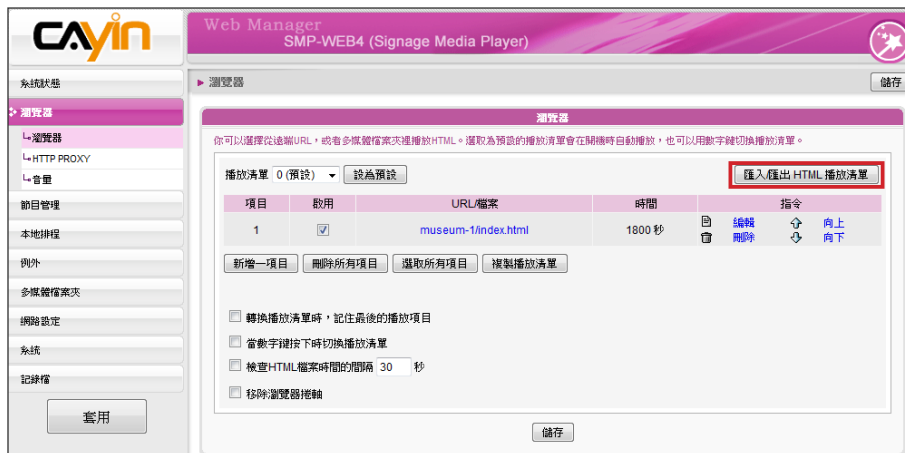 CAYIN
Web Manager
SMP-WEB4 (Signage Media Player)
系統狀態
瀏覽器
瀏覽器
HTTP PROXY
音量
節目管理
本地排程
例外
多媒體檔案夾
網路設定
系統
記錄檔
套用
瀏覽器
儲存
瀏覽器
你可以選擇從遠端URL,或者多媒體檔案夾裡播放HTML。選取為預設的播放清單會在開機時自動播放,也可以用數字鍵切換播放清單。
播放清單 0 (預設) 設為預設 匯入/匯出 HTML 播放清單
項目 啟用 URL/檔案 時間 指令
1 museum-1/index.html 1800 秒 編輯 向上
刪除 向下
新增一項目 刪除所有項目 選取所有項目 複製播放清單
轉換播放清單時,記住最後的播放項目
當數字鍵按下時切換播放清單
檢查HTML檔案時間的間隔 30 秒
移除瀏覽器捲軸
儲存